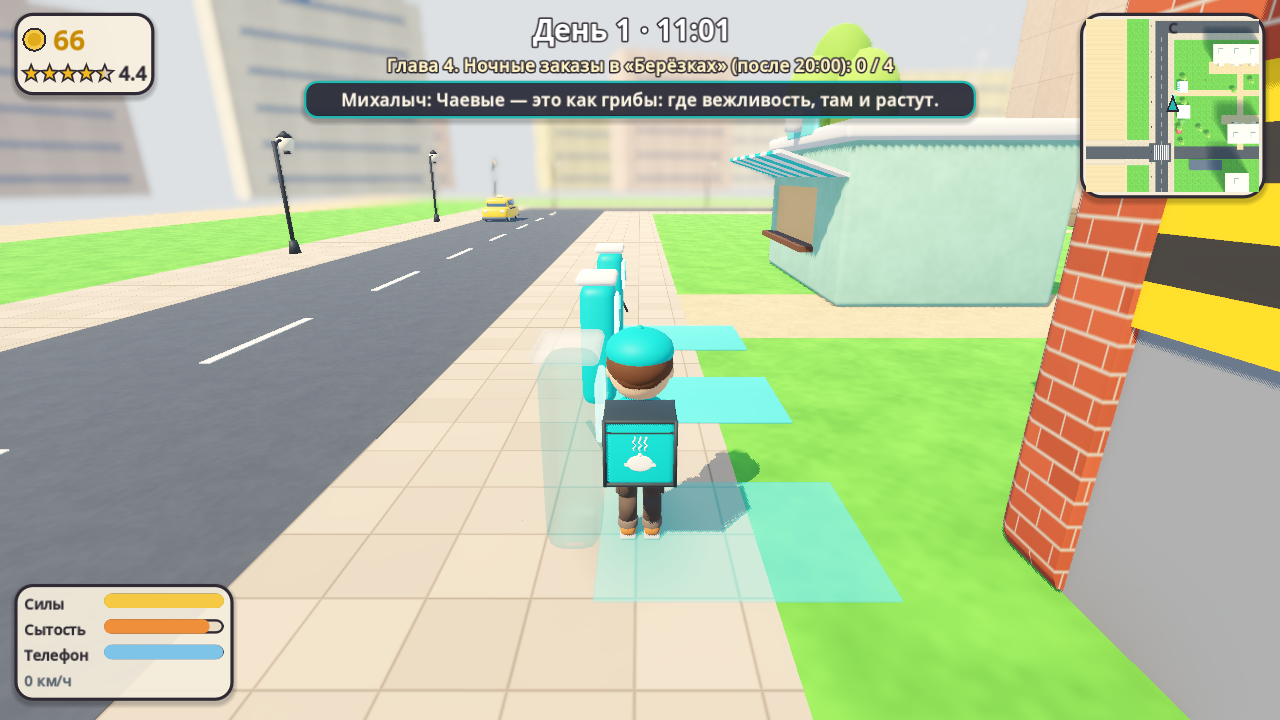 66
4.4
День 1 · 11:01
Глава 4. Ночные заказы в «Берёзках» (после 20:00): 0 / 4
Михалыч: Чаевые — это как грибы: где вежливость, там и растут.
С
Силы
Сытость
Телефон
0 км/ч